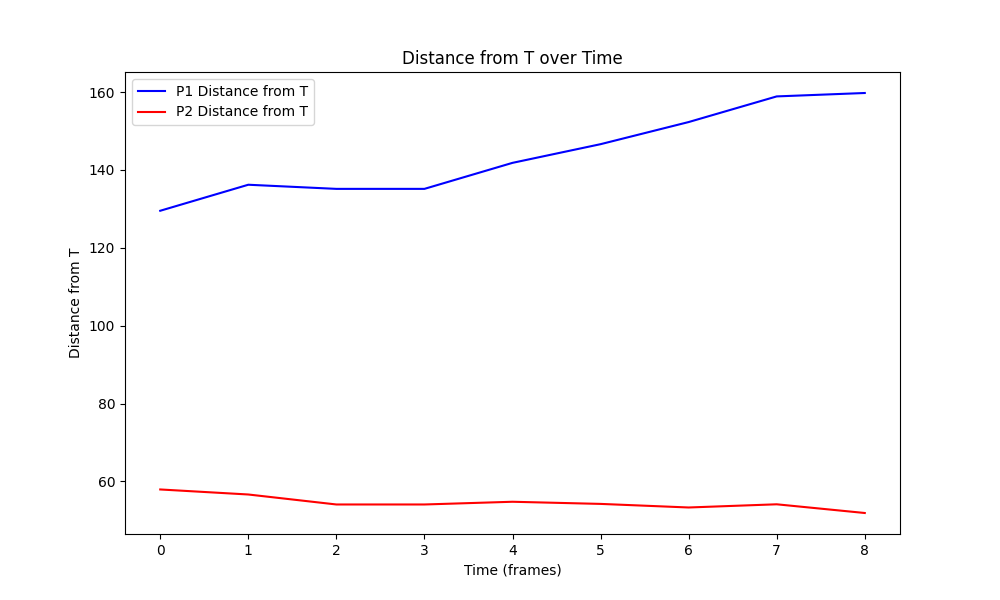 Distance from T over Time
P1 Distance from T
P2 Distance from T
160
140
120
100
80
60
Distance from T
0 1 2 3 4 5 6 7 8
Time (frames)